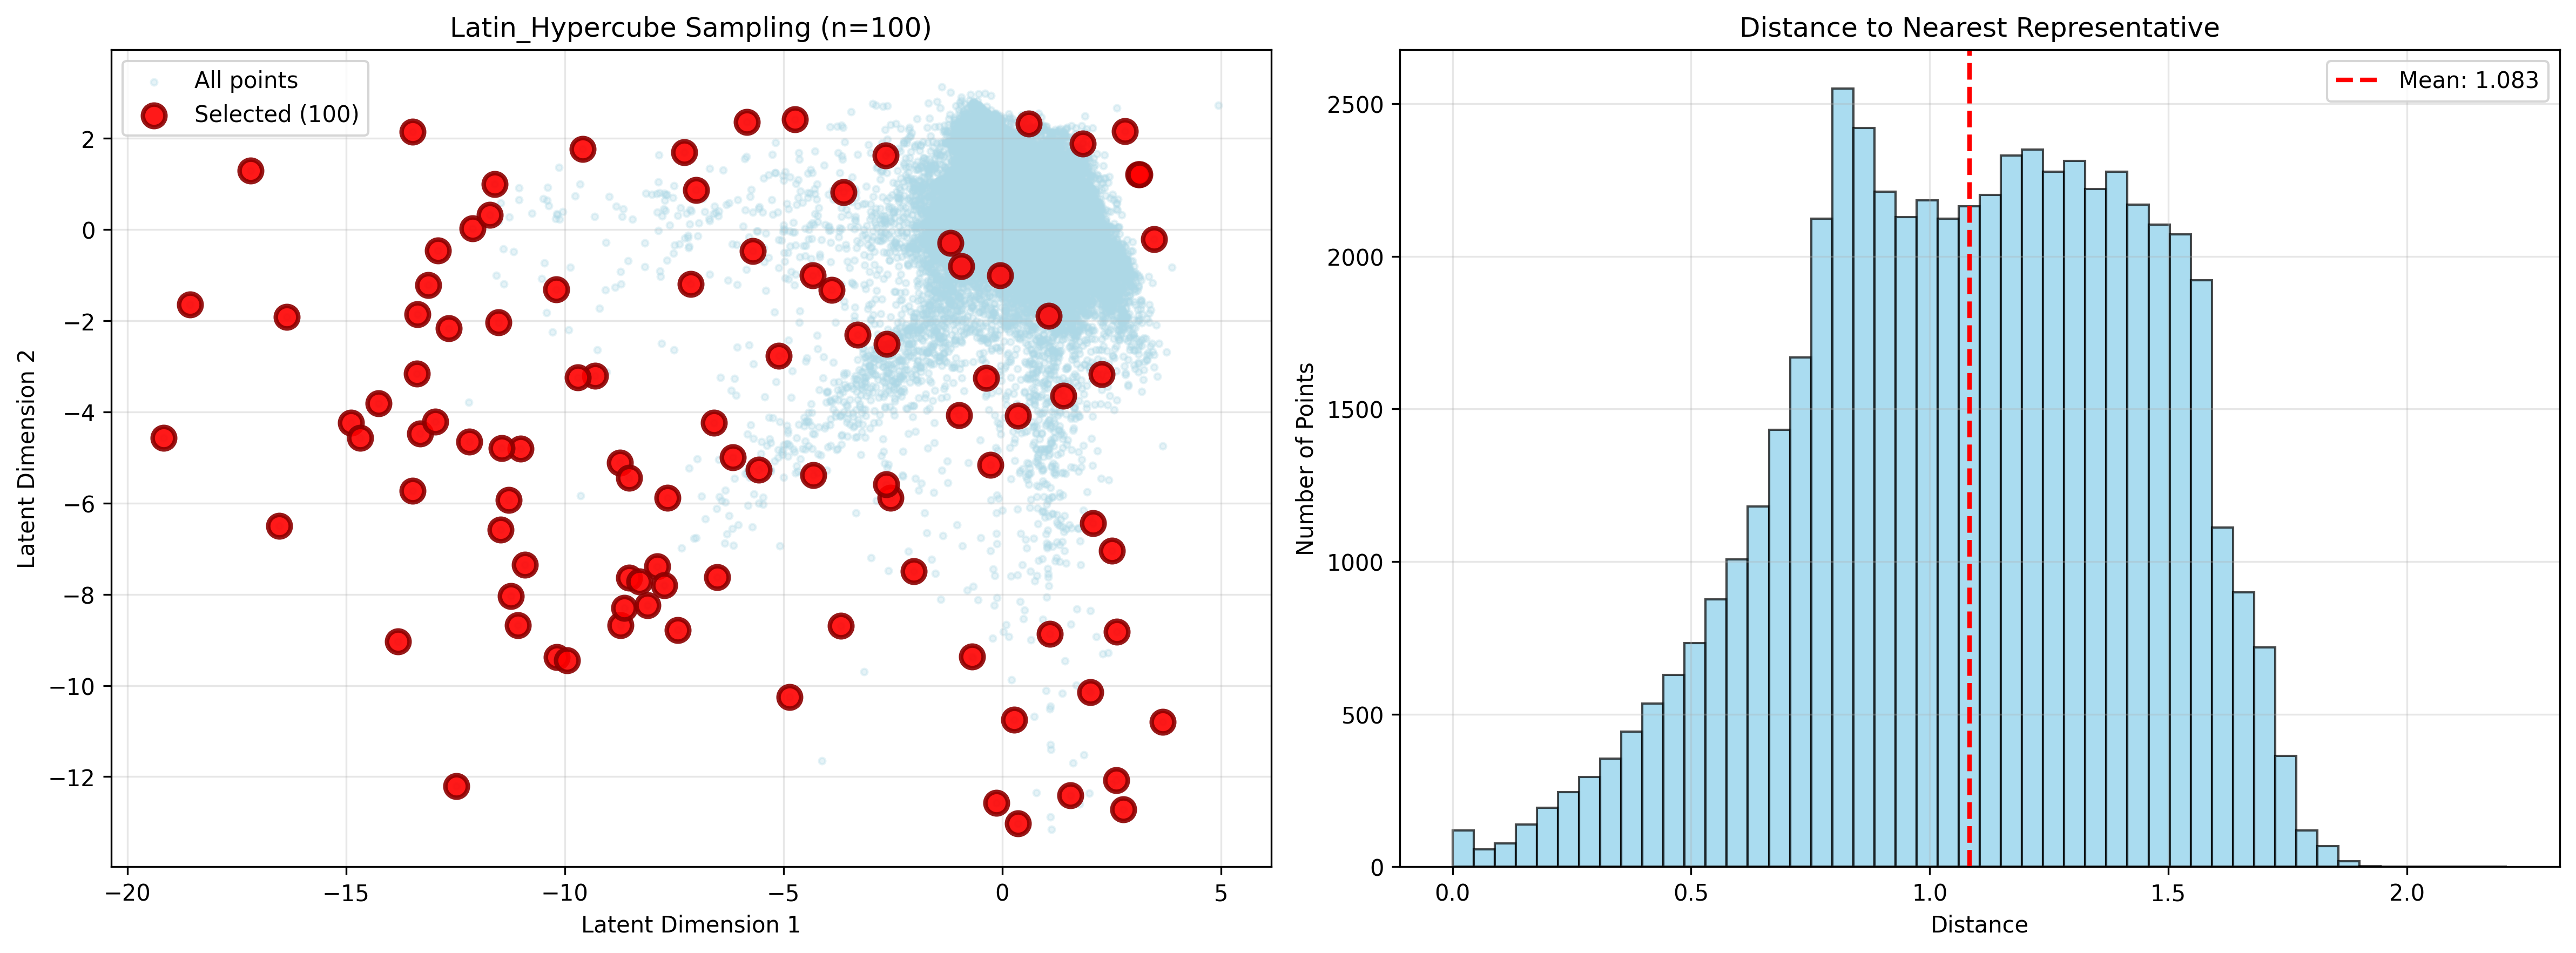 Latin_Hypercube Sampling (n=100)
All points
Selected (100)
2
0
−2
−4
−6
−8
−10
−12
Latent Dimension 2
−20
−15
−10
−5
0
5
Latent Dimension 1
Distance to Nearest Representative
Mean: 1.083
2500
2000
1500
1000
500
0
Number of Points
0.0
0.5
1.0
1.5
2.0
Distance